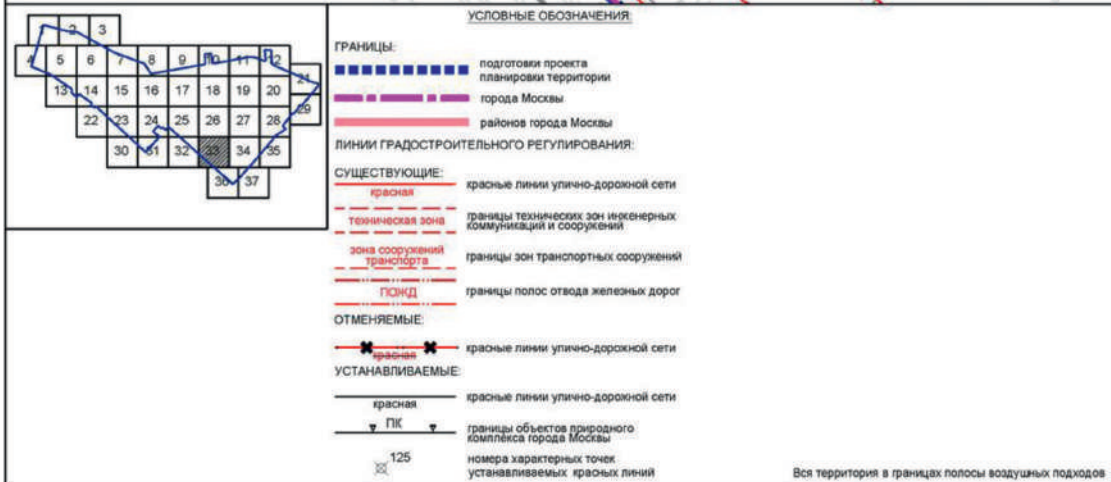 УСЛОВНЫЕ ОБОЗНАЧЕНИЯ:
1 2 3
4 5 6 7 8 9 10 11 12
21
13 14 15 16 17 18 19 20
29
22 23 24 25 26 27 28
30 31 32 33 34 35
36 37
ГРАНИЦЫ:
подготовки проекта
планировки территории
города Москвы
районов города Москвы
ЛИНИИ ГРАДОСТРОИТЕЛЬНОГО РЕГУЛИРОВАНИЯ:
СУЩЕСТВУЮЩИЕ:
красная
красные линии улично-дорожной сети
техническая зона
границы технических зон инженерных
коммуникаций и сооружений
зона сооружений
транспорта
границы зон транспортных сооружений
ПОЖД
границы полос отвода железных дорог
ОТМЕНЯЕМЫЕ:
красная
красные линии улично-дорожной сети
УСТАНАВЛИВАЕМЫЕ:
красная
красные линии улично-дорожной сети
ПК
границы объектов природного
комплекса города Москвы
125
номера характерных точек
устанавливаемых красных линий
Вся территория в границах полосы воздушных подходов